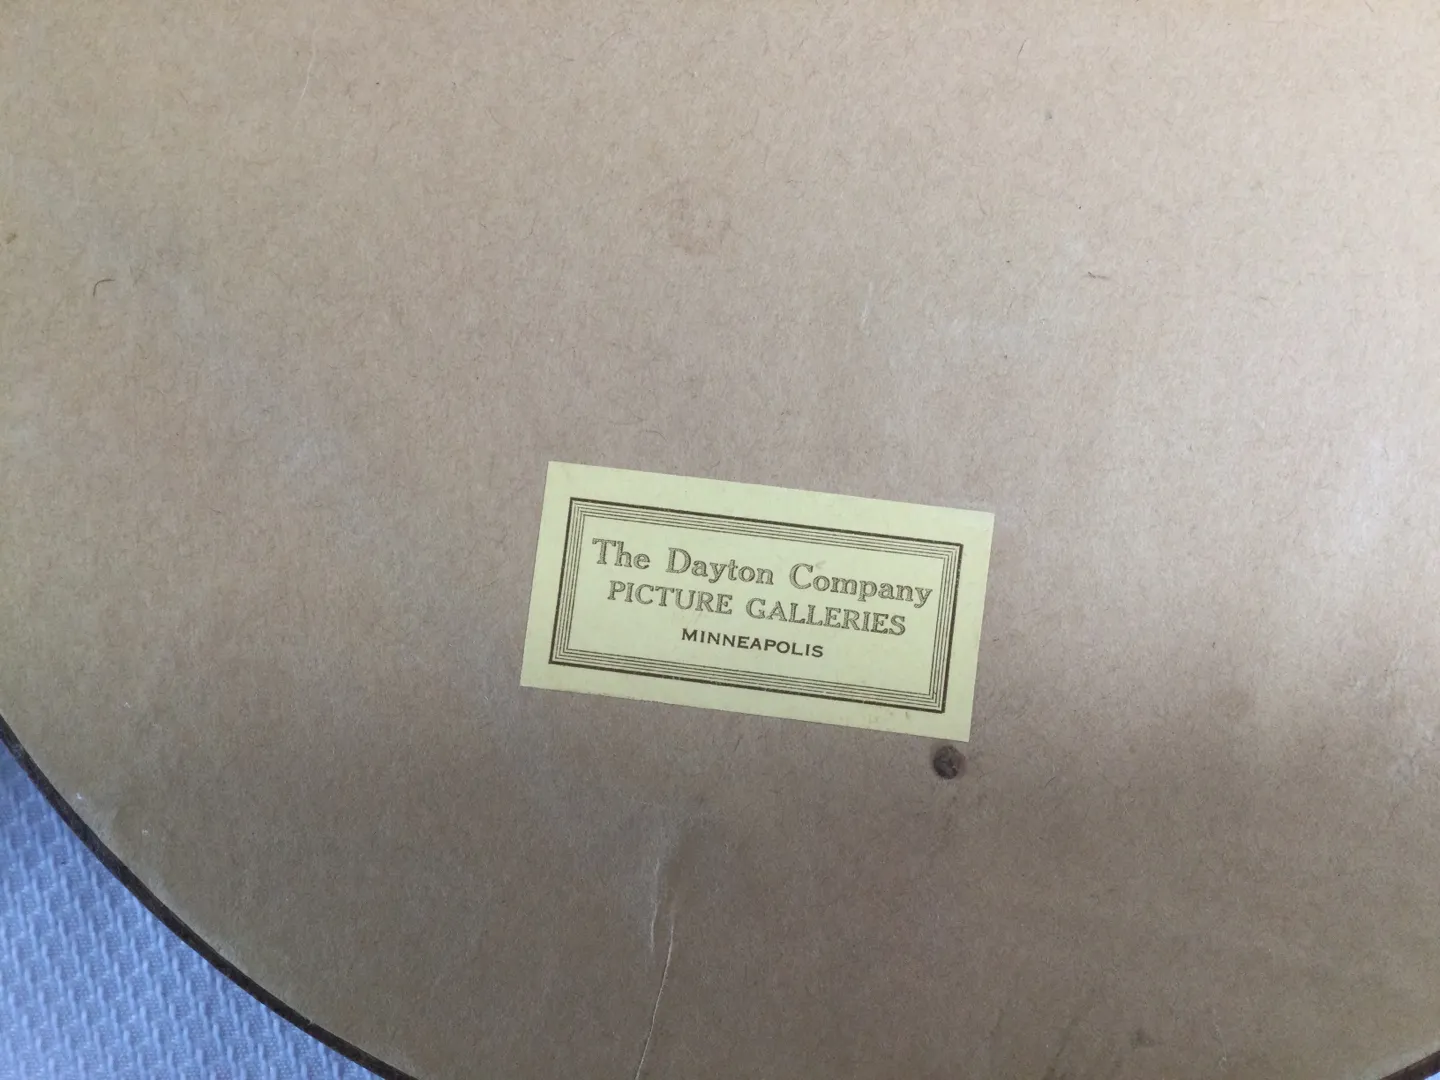 The Dayton Company
PICTURE GALLERIES
MINNEAPOLIS